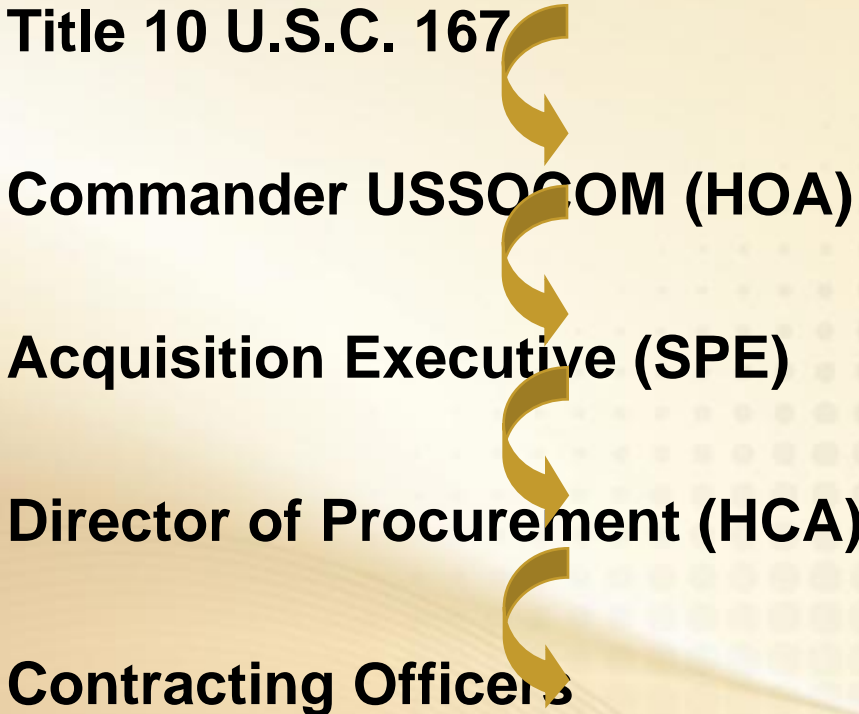 Title 10 U.S.C. 167
Commander USSOCOM (HOA)
Acquisition Executive (SPE)
Director of Procurement (HCA)
Contracting Officers